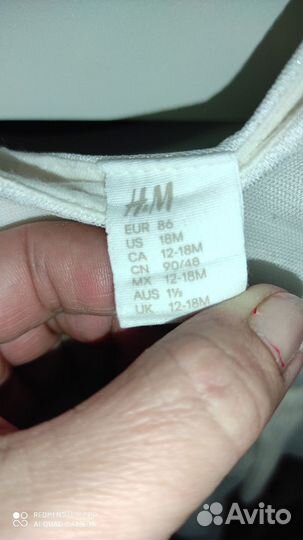 H&M
EUR 86
US 18M
CA 12-18M
CN 90/48
MX 12-18M
AUS 1½
UK 12-18M
REDMI NOTE 8 PRO
AI QUAD CAMERA
Avito